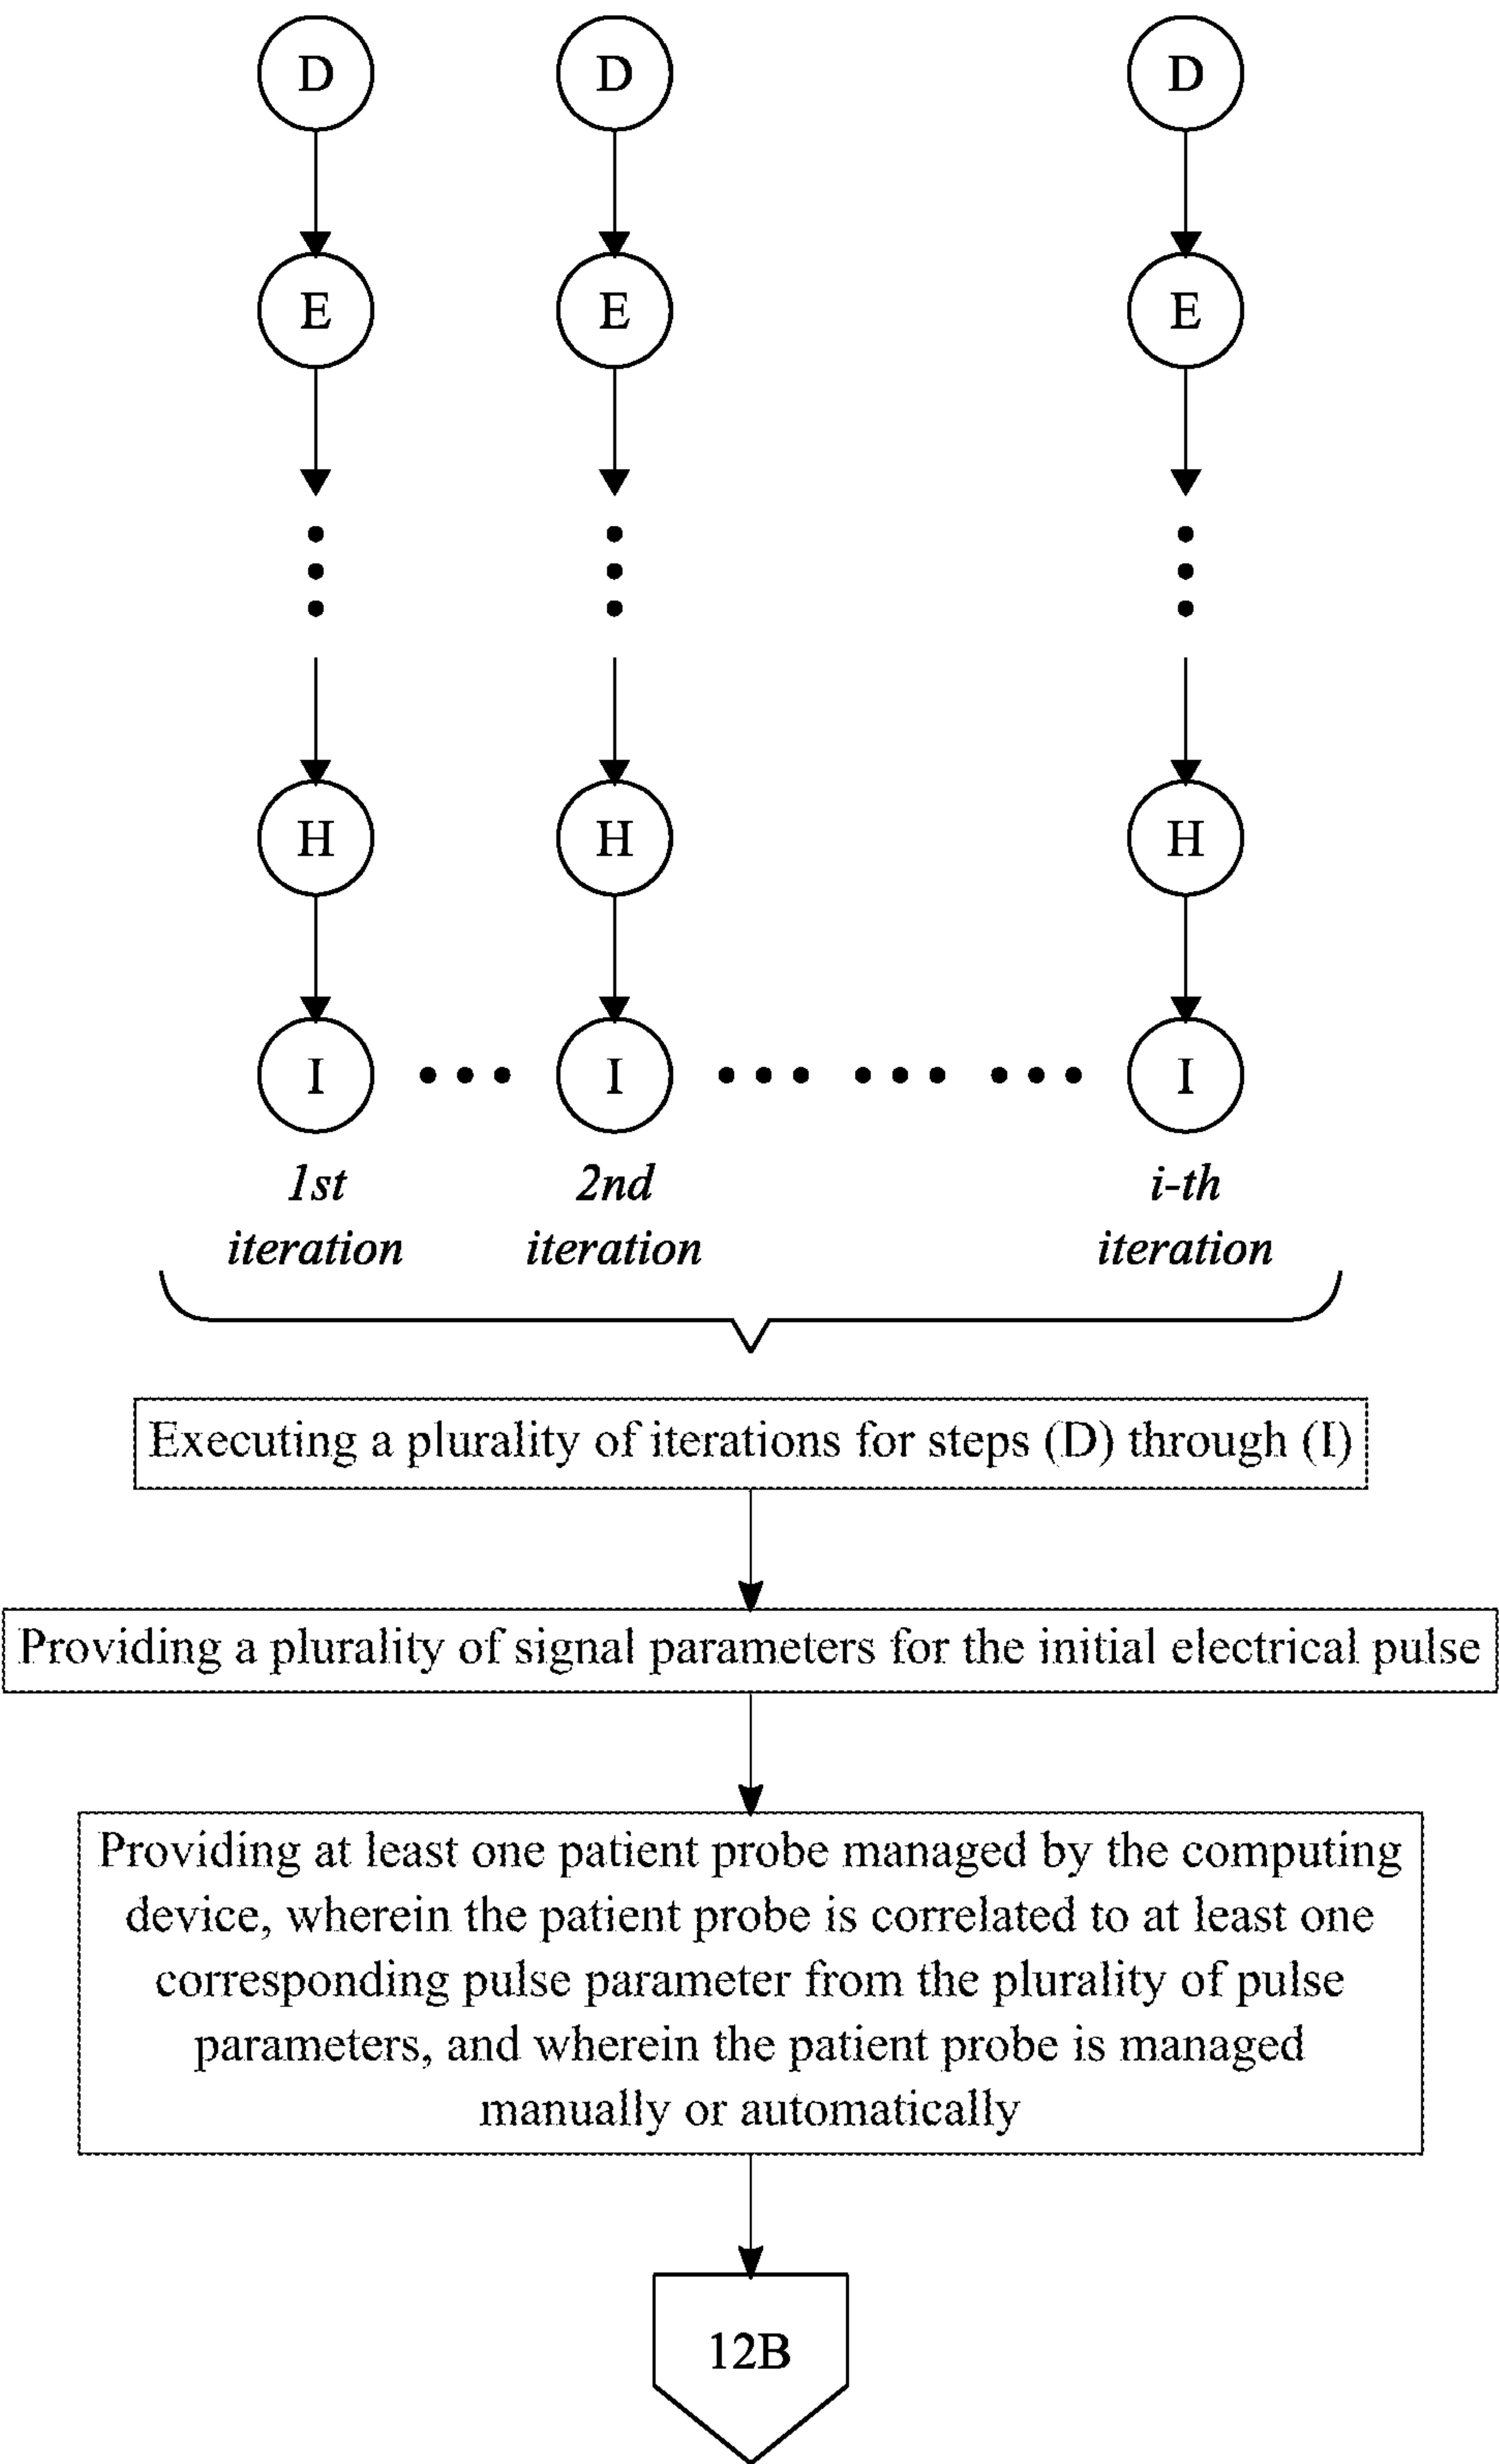 D D D
E E E
H H H
I I I
1st 2nd i-th
iteration iteration iteration
Executing a plurality of iterations for steps (D) through (I)
Providing a plurality of signal parameters for the initial electrical pulse
Providing at least one patient probe managed by the computing
device, wherein the patient probe is correlated to at least one
corresponding pulse parameter from the plurality of pulse
parameters, and wherein the patient probe is managed
manually or automatically
12B